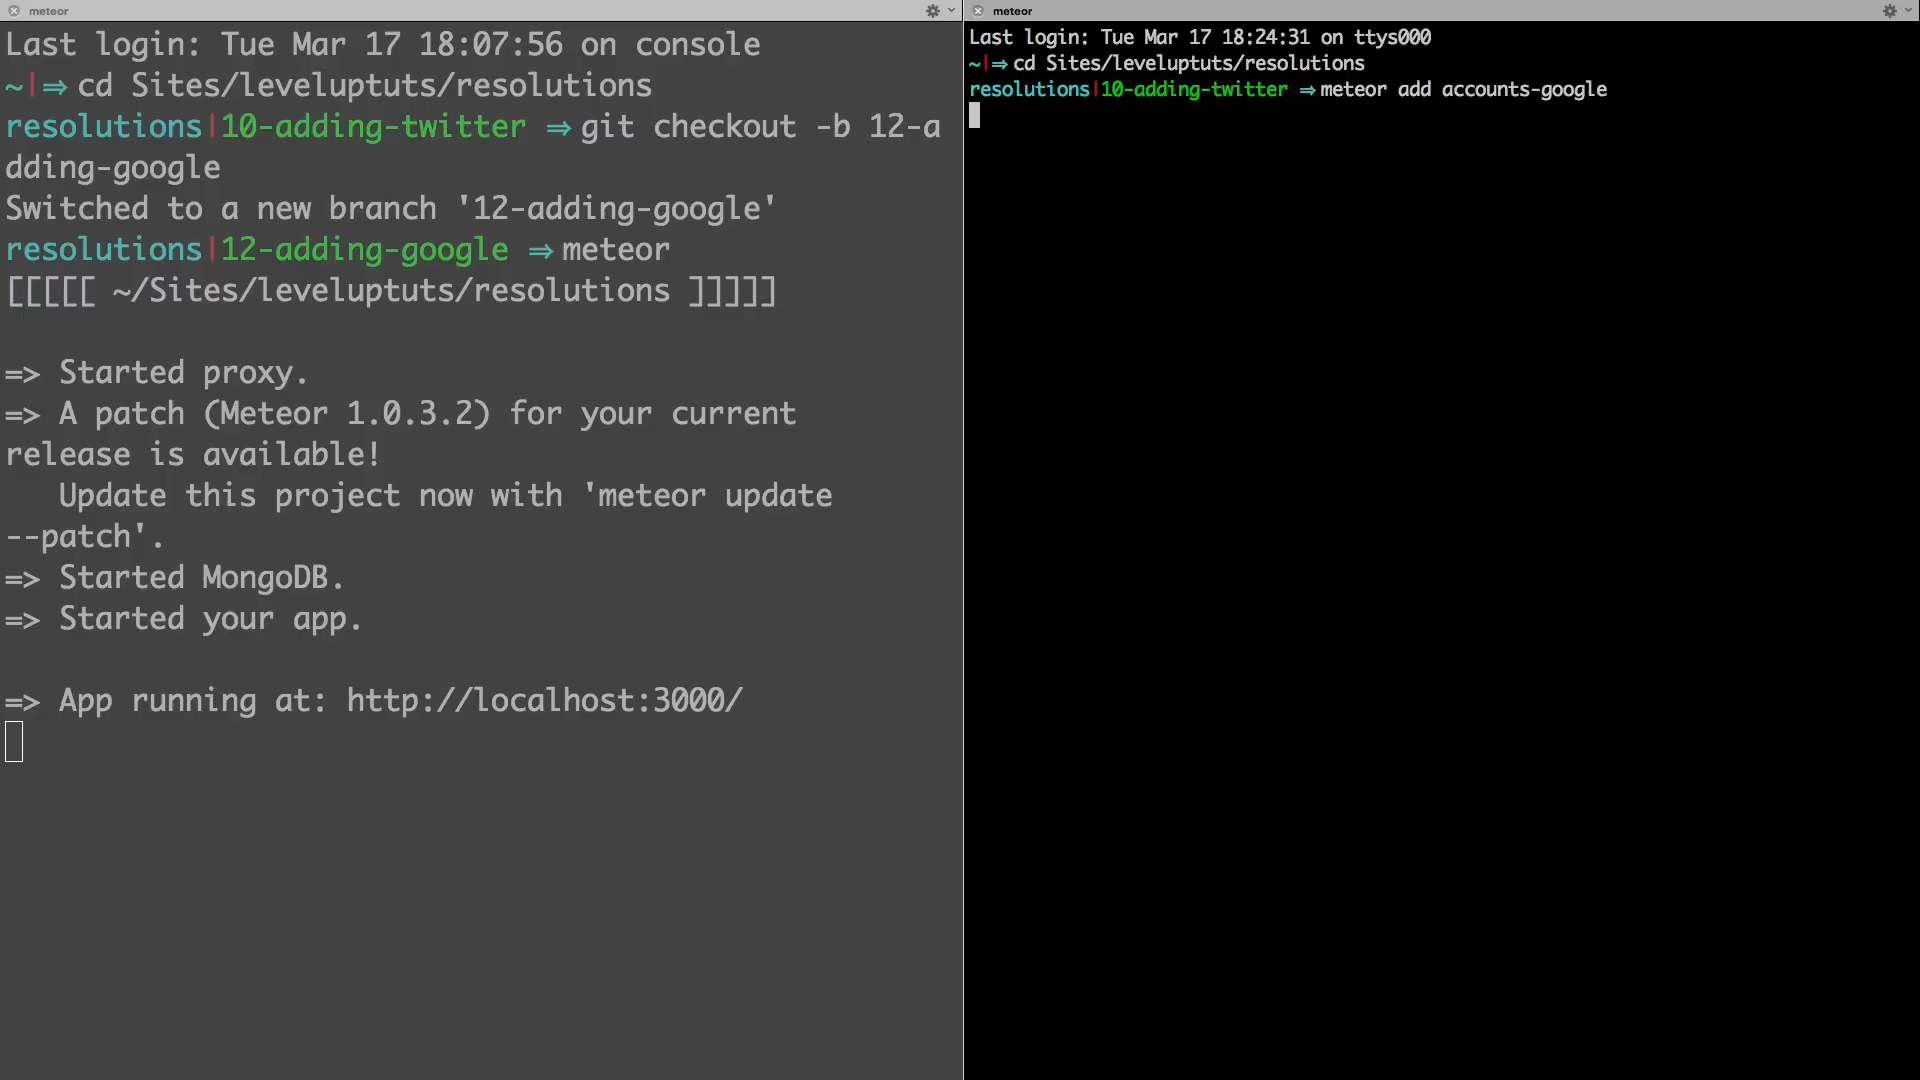 meteor
Last login: Tue Mar 17 18:07:56 on console
~|⇒ cd Sites/leveluptuts/resolutions
resolutions|10-adding-twitter ⇒ git checkout -b 12-a
dding-google
Switched to a new branch '12-adding-google'
resolutions|12-adding-google ⇒ meteor
[[[[[ ~/Sites/leveluptuts/resolutions ]]]]]
=> Started proxy.
=> A patch (Meteor 1.0.3.2) for your current
release is available!
Update this project now with 'meteor update
--patch'.
=> Started MongoDB.
=> Started your app.
=> App running at: http://localhost:3000/
meteor
Last login: Tue Mar 17 18:24:31 on ttys000
~|⇒ cd Sites/leveluptuts/resolutions
resolutions|10-adding-twitter ⇒ meteor add accounts-google